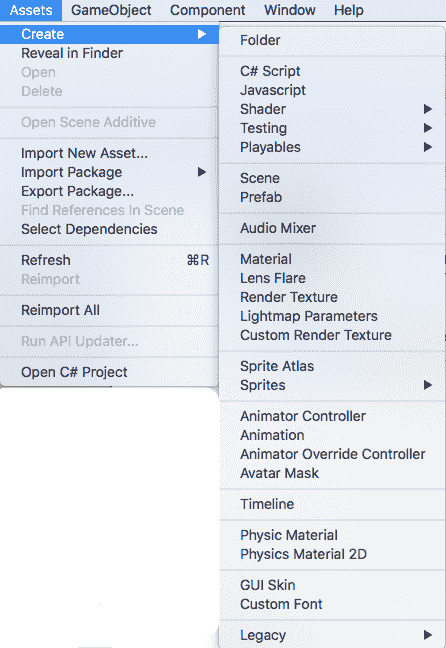 Assets GameObject Component Window Help
Create
Reveal in Finder
Open
Delete
Open Scene Additive
Import New Asset...
Import Package
Export Package...
Find References In Scene
Select Dependencies
Refresh ⌘R
Reimport
Reimport All
Run API Updater...
Open C# Project
Folder
C# Script
Javascript
Shader
Testing
Playables
Scene
Prefab
Audio Mixer
Material
Lens Flare
Render Texture
Lightmap Parameters
Custom Render Texture
Sprite Atlas
Sprites
Animator Controller
Animation
Animator Override Controller
Avatar Mask
Timeline
Physic Material
Physics Material 2D
GUI Skin
Custom Font
Legacy